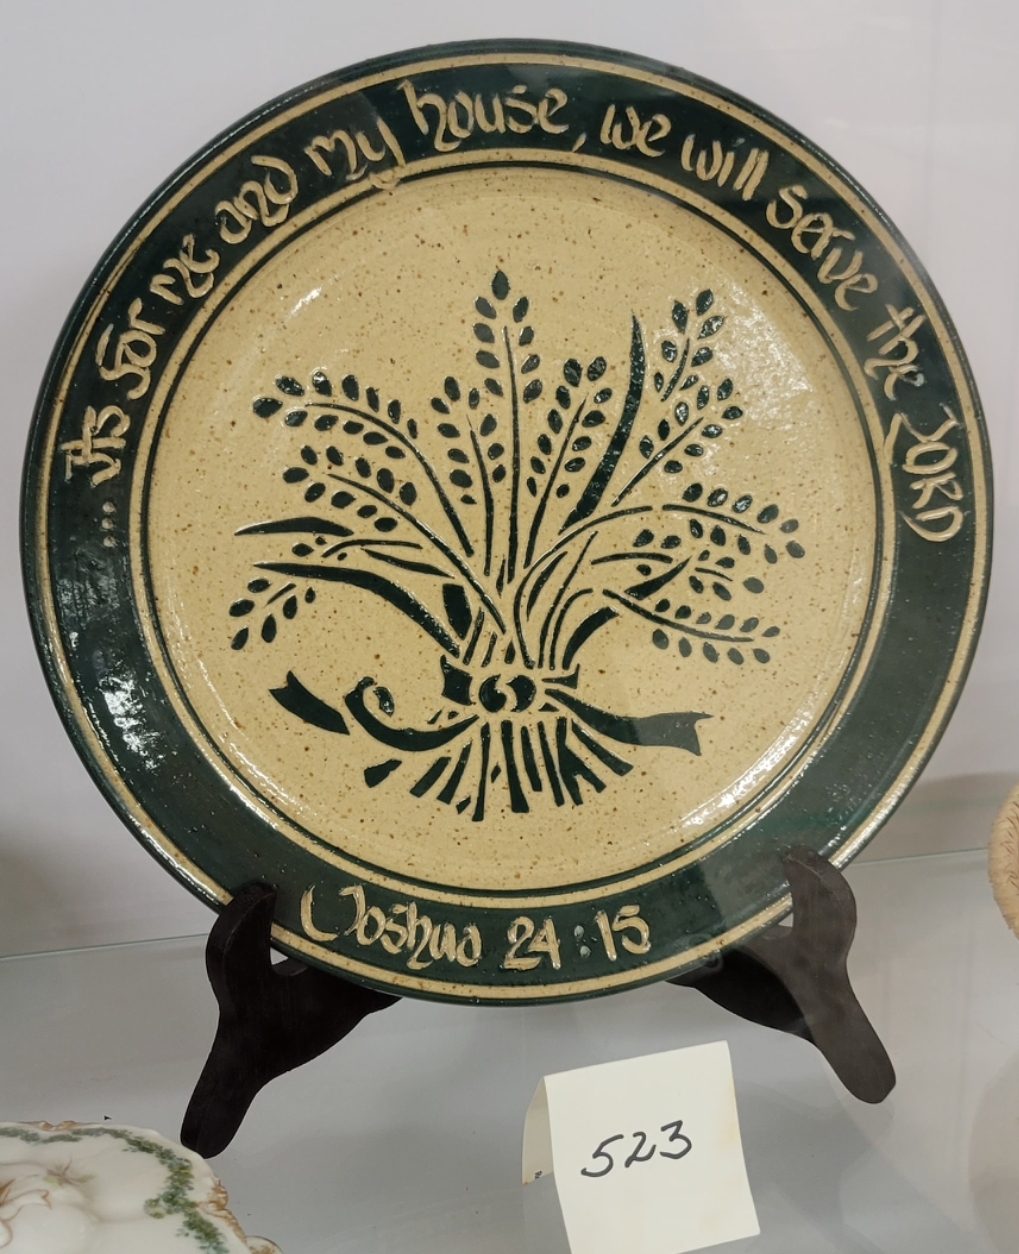 ...As for me and my house, we will serve the LORD
Joshua 24:15
523